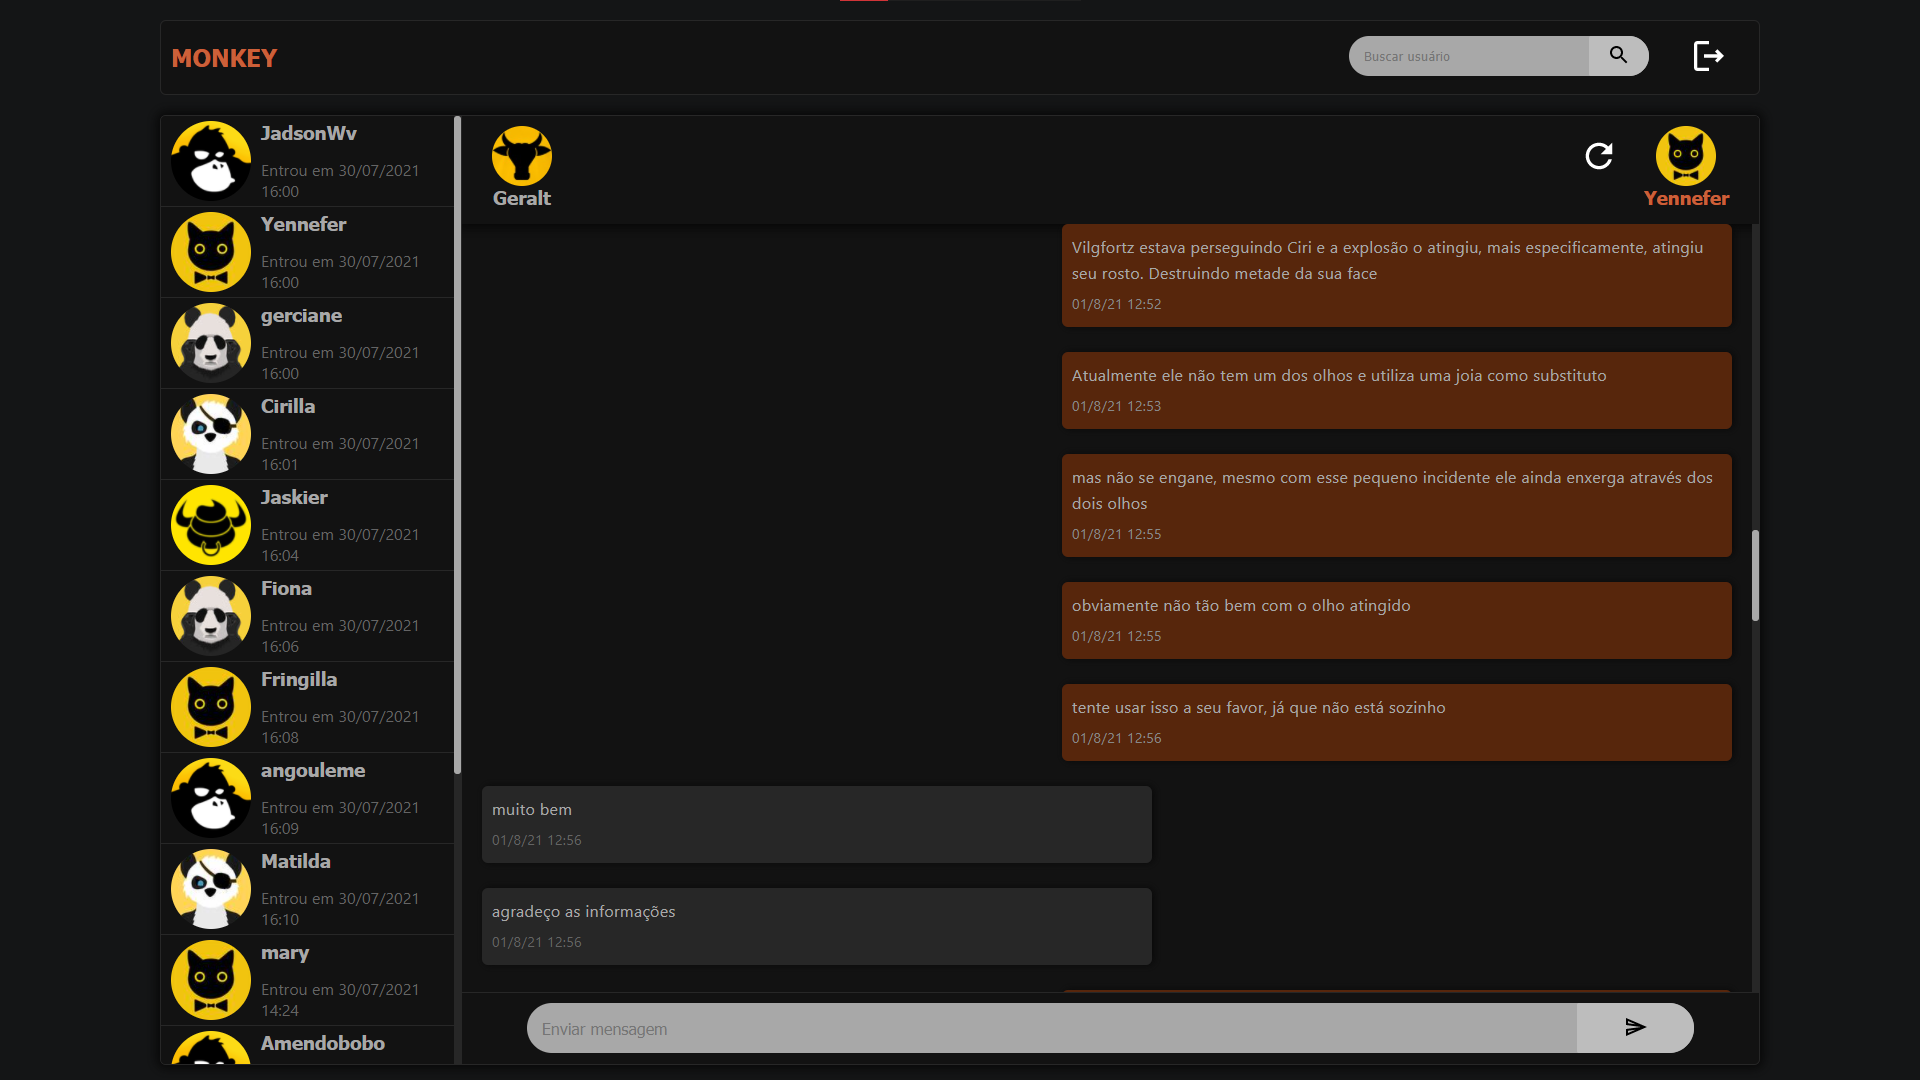 MONKEY
Buscar usuário
JadsonWv
Entrou em 30/07/2021
16:00
Yennefer
Entrou em 30/07/2021
16:00
gerciane
Entrou em 30/07/2021
16:00
Cirilla
Entrou em 30/07/2021
16:01
Jaskier
Entrou em 30/07/2021
16:04
Fiona
Entrou em 30/07/2021
16:06
Fringilla
Entrou em 30/07/2021
16:08
angouleme
Entrou em 30/07/2021
16:09
Matilda
Entrou em 30/07/2021
16:10
mary
Entrou em 30/07/2021
14:24
Amendobobo
Geralt
Yennefer
Vilgfortz estava perseguindo Ciri e a explosão o atingiu, mais especificamente, atingiu
seu rosto. Destruindo metade da sua face
01/8/21 12:52
Atualmente ele não tem um dos olhos e utiliza uma joia como substituto
01/8/21 12:53
mas não se engane, mesmo com esse pequeno incidente ele ainda enxerga através dos
dois olhos
01/8/21 12:55
obviamente não tão bem com o olho atingido
01/8/21 12:55
tente usar isso a seu favor, já que não está sozinho
01/8/21 12:56
muito bem
01/8/21 12:56
agradeço as informações
01/8/21 12:56
Enviar mensagem